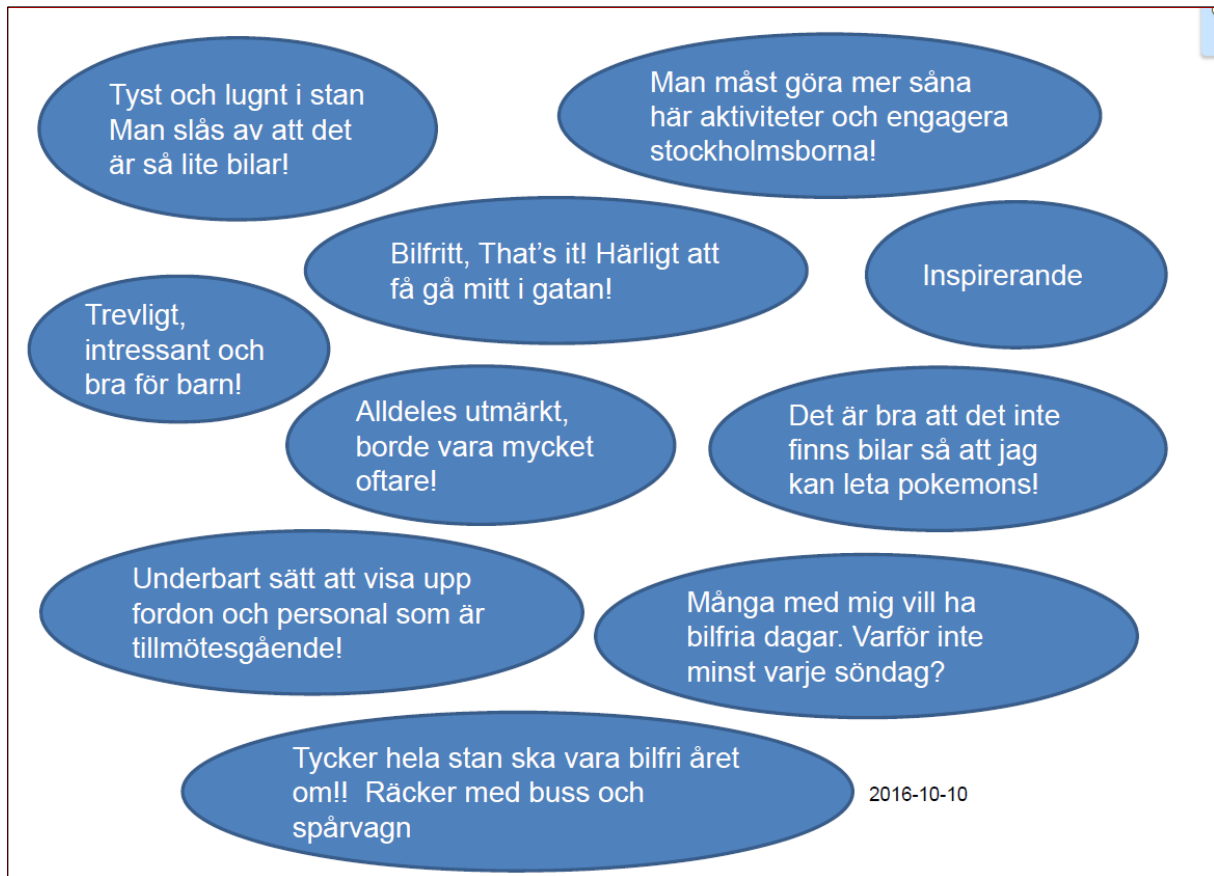 Tyst och lugnt i stan
Man slås av att det
är så lite bilar!
Man måst göra mer såna
här aktiviteter och engagera
stockholmsborna!
Bilfritt, That's it! Härligt att
få gå mitt i gatan!
Inspirerande
Trevligt,
intressant och
bra för barn!
Alldeles utmärkt,
borde vara mycket
oftare!
Det är bra att det inte
finns bilar så att jag
kan leta pokemons!
Underbart sätt att visa upp
fordon och personal som är
tillmötesgående!
Många med mig vill ha
bilfria dagar. Varför inte
minst varje söndag?
Tycker hela stan ska vara bilfri året
om!!  Räcker med buss och
spårvagn
2016-10-10